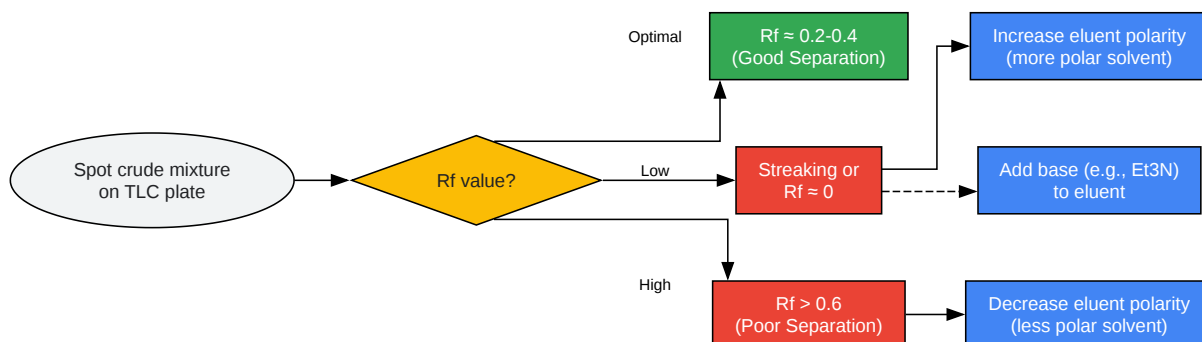 Optimal
Rf ≈ 0.2-0.4
(Good Separation)
Increase eluent polarity
(more polar solvent)
Spot crude mixture
on TLC plate
Rf value?
Low
Streaking or
Rf ≈ 0
Add base (e.g., Et3N)
to eluent
High
Rf > 0.6
(Poor Separation)
Decrease eluent polarity
(less polar solvent)